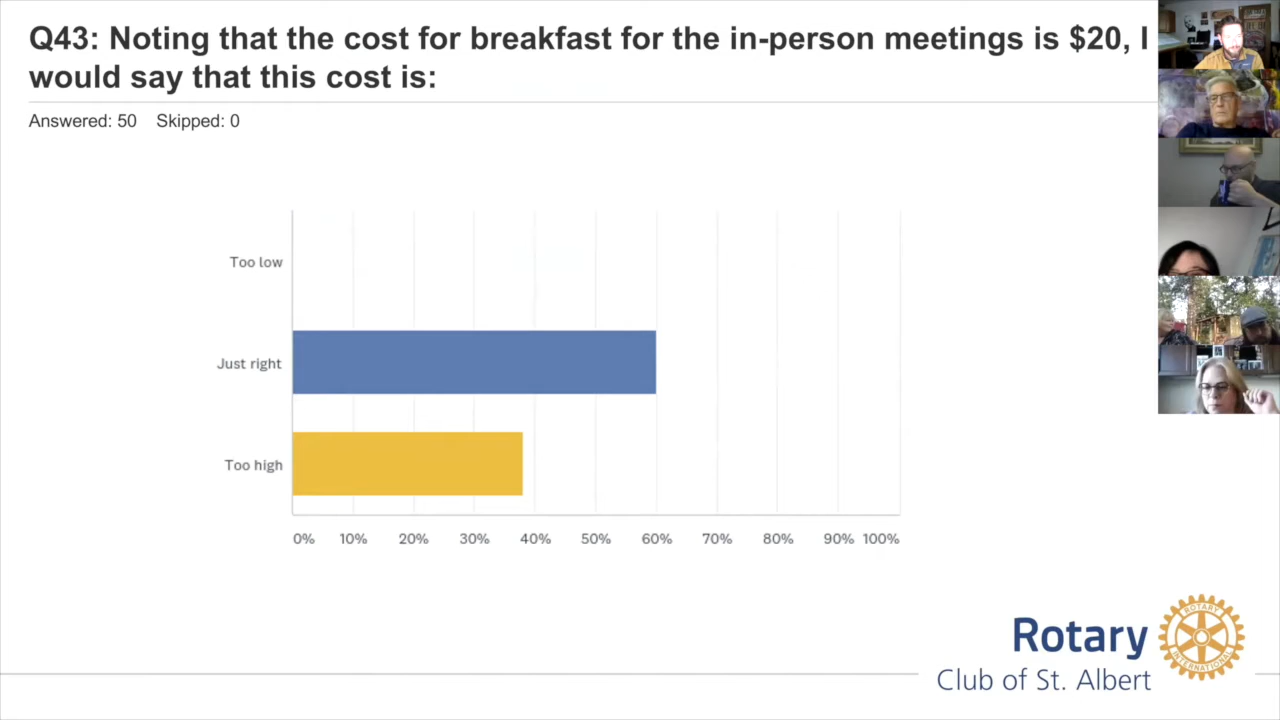 Q43: Noting that the cost for breakfast for the in-person meetings is $20, I
would say that this cost is:
Answered: 50 Skipped: 0
Too low
Just right
Too high
0% 10% 20% 30% 40% 50% 60% 70% 80% 90% 100%
Rotary
Club of St. Albert
ROTARY
INTERNATIONAL